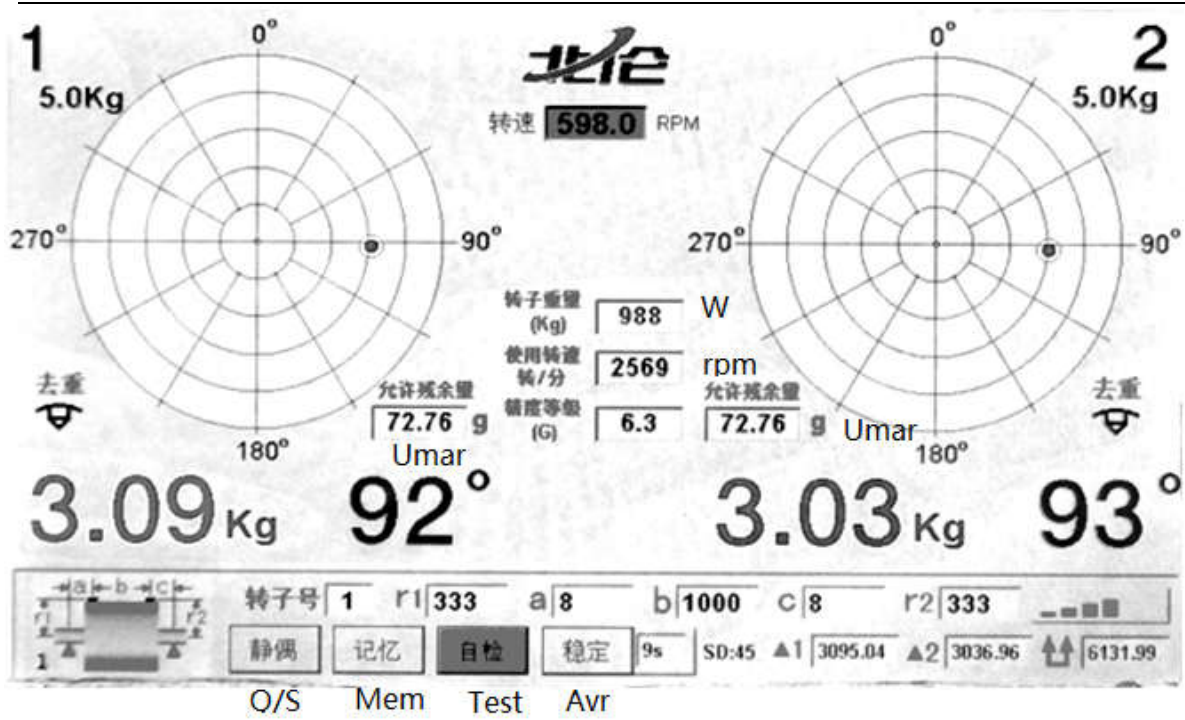 1
0°
北伦
0°
2
5.0Kg
5.0Kg
转速 598.0 RPM
270°
90°
270°
90°
转子重量
(Kg)
988
W
使用转速
转/分
2569
rpm
去重
允许残余量
72.76 g
Umar
精度等级
(G)
6.3
允许残余量
72.76 g
Umar
去重
180°
180°
3.09 Kg
92°
3.03 Kg
93°
a b c
r1
r2
1
转子号 1 r1 333 a 8 b 1000 c 8 r2 333
静偶 记忆 自检 稳定 9s SD:45 ▲1 3095.04 ▲2 3036.96 6131.99
Q/S Mem Test Avr